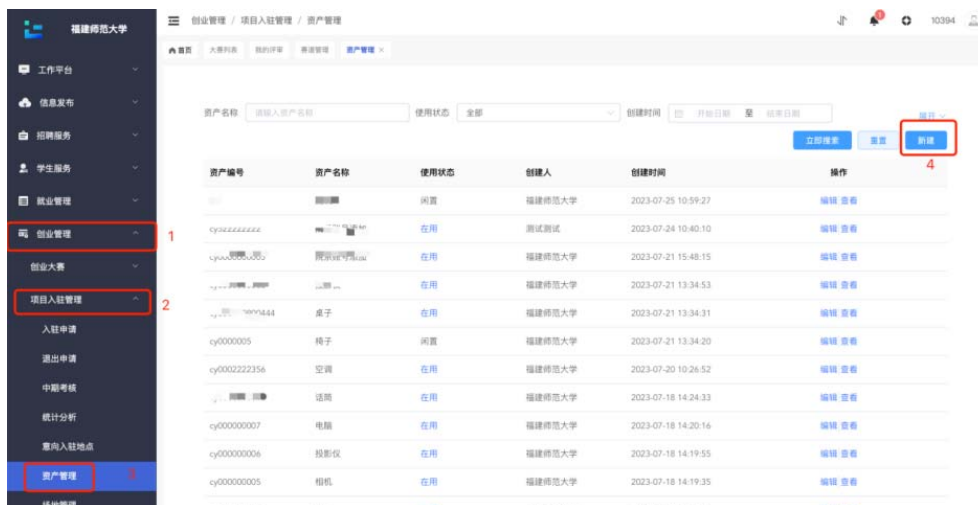 福建师范大学
创业管理 / 项目入驻管理 / 资产管理
10394
首页 大赛列表 我的评审 赛道管理 资产管理 ×
工作平台
信息发布
招聘服务
学生服务
就业管理
创业管理 1
创业大赛
项目入驻管理 2
入驻申请
退出申请
中期考核
统计分析
意向入驻地点
资产管理 3
资产名称 请输入资产名称 使用状态 全部 创建时间 开始日期 至 结束日期 展开
立即搜索 重置 新建
4
资产编号 资产名称 使用状态 创建人 创建时间 操作
闲置 福建师范大学 2023-07-25 10:59:27 编辑 查看
在用 测试测试 2023-07-24 10:40:10 编辑 查看
在用 福建师范大学 2023-07-21 15:48:15 编辑 查看
在用 福建师范大学 2023-07-21 13:34:53 编辑 查看
桌子 在用 福建师范大学 2023-07-21 13:34:31 编辑 查看
cy0000005 椅子 闲置 福建师范大学 2023-07-21 13:34:20 编辑 查看
cy0002222356 空调 在用 福建师范大学 2023-07-20 10:26:52 编辑 查看
话筒 在用 福建师范大学 2023-07-18 14:24:33 编辑 查看
cy000000007 电脑 在用 福建师范大学 2023-07-18 14:20:16 编辑 查看
cy000000006 投影仪 在用 福建师范大学 2023-07-18 14:19:55 编辑 查看
cy000000005 相机 在用 福建师范大学 2023-07-18 14:19:35 编辑 查看